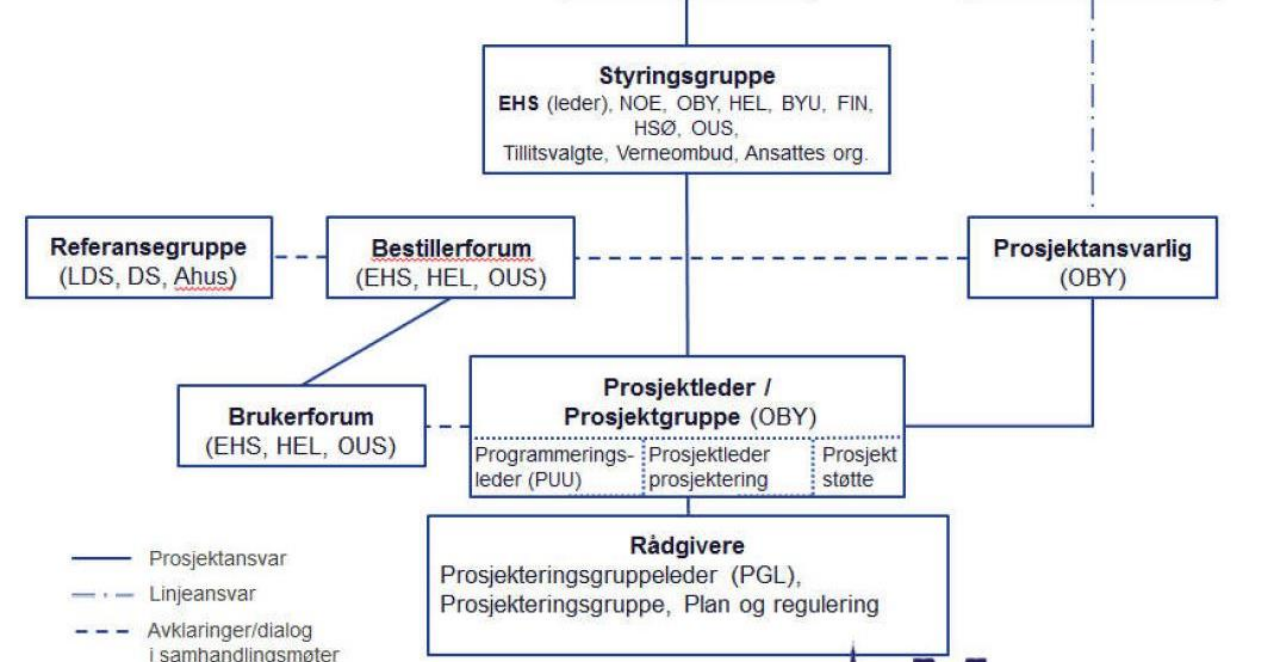 Styringsgruppe
EHS (leder), NOE, OBY, HEL, BYU, FIN,
HSØ, OUS,
Tillitsvalgte, Verneombud, Ansattes org.
Referansegruppe
(LDS, DS, Ahus)
Bestillerforum
(EHS, HEL, OUS)
Prosjektansvarlig
(OBY)
Brukerforum
(EHS, HEL, OUS)
Prosjektleder /
Prosjektgruppe (OBY)
Programmerings-
leder (PUU)
Prosjektleder
prosjektering
Prosjekt
støtte
Rådgivere
Prosjekteringsgruppeleder (PGL),
Prosjekteringsgruppe, Plan og regulering
Prosjektansvar
Linjeansvar
Avklaringer/dialog
i samhandlingsmøter